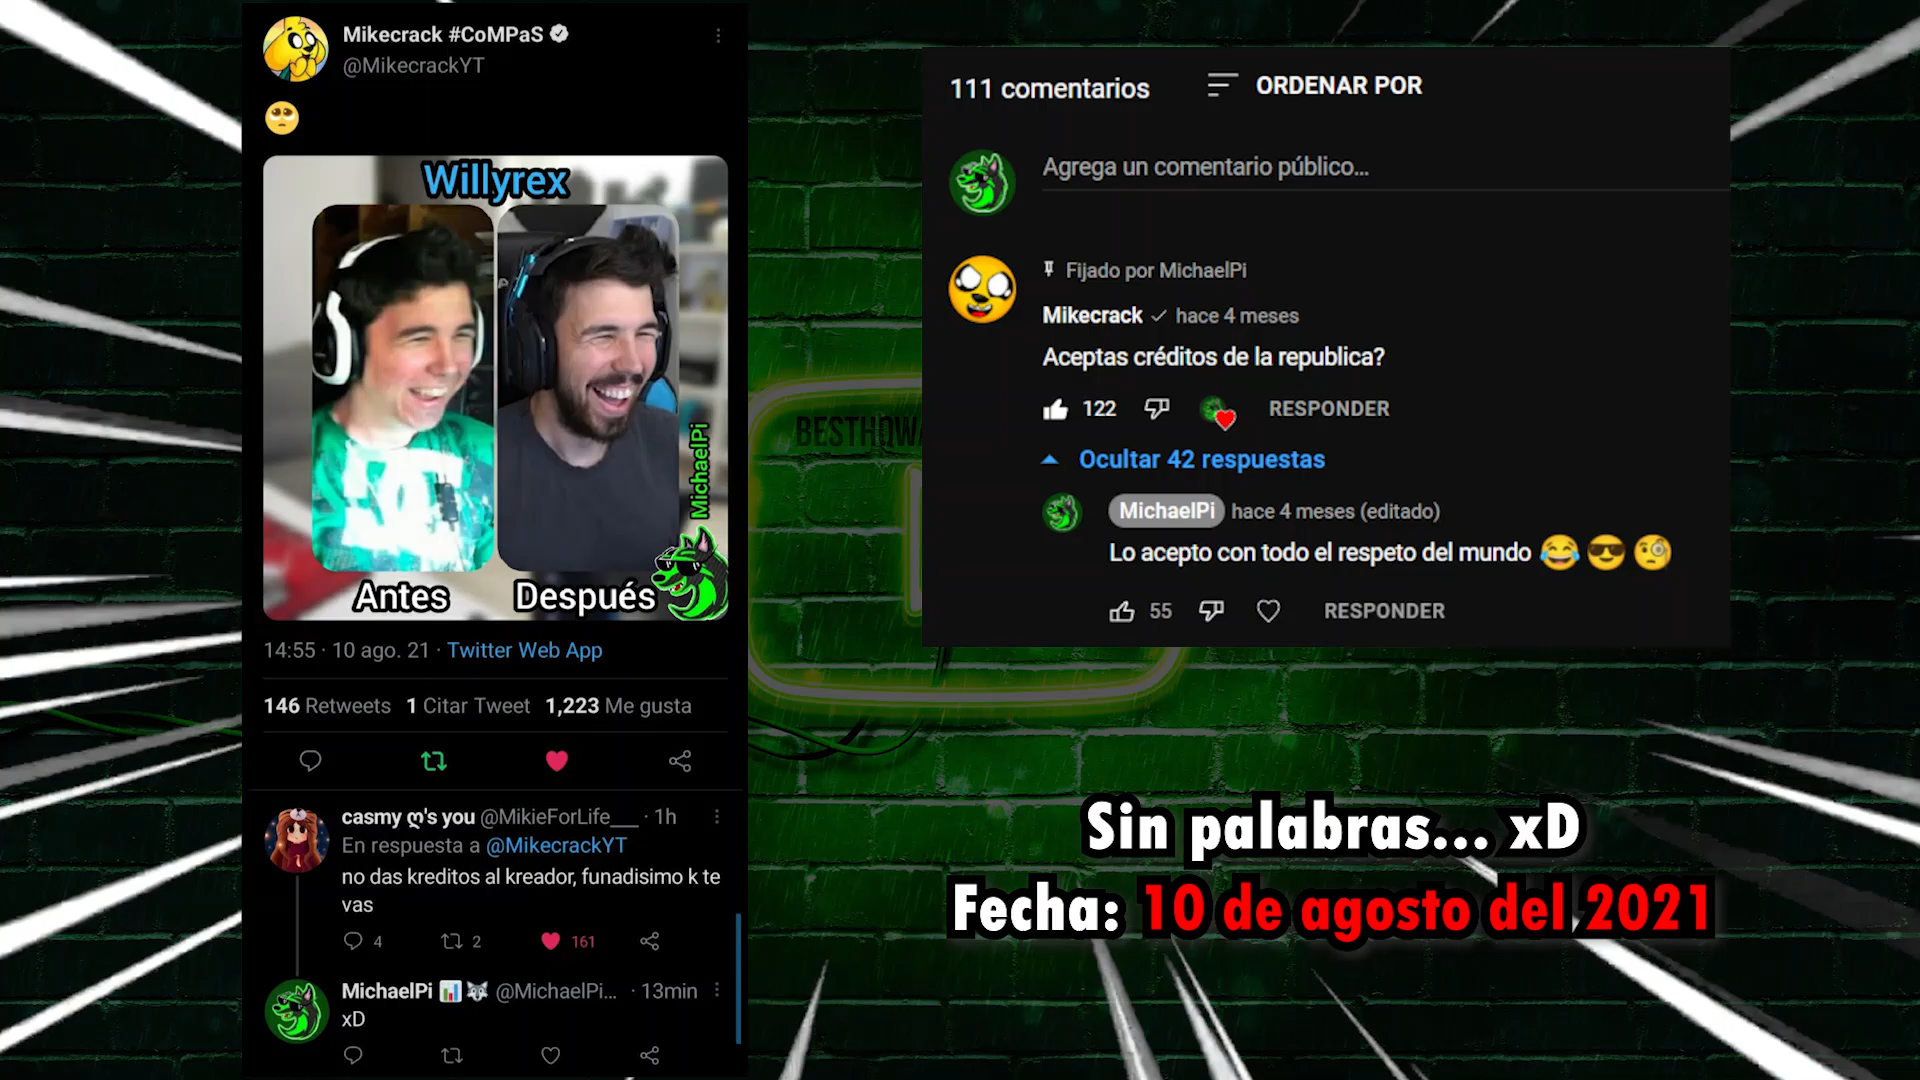 Mikecrack #CoMPaS
@MikecrackYT
🥺
Willyrex
MichaelPi
Antes
Después
14:55 · 10 ago. 21 · Twitter Web App
146 Retweets 1 Citar Tweet 1,223 Me gusta
casmy ღ's you @MikieForLife___ · 1h
En respuesta a @MikecrackYT
no das kreditos al kreador, funadisimo k te
vas
4 2 161
MichaelPi 📊🐺 @MichaelPi... · 13min
xD
111 comentarios ORDENAR POR
Agrega un comentario público...
Fijado por MichaelPi
Mikecrack ✓ hace 4 meses
Aceptas créditos de la republica?
122 RESPONDER
Ocultar 42 respuestas
MichaelPi hace 4 meses (editado)
Lo acepto con todo el respeto del mundo 😂😎🧐
55 RESPONDER
Sin palabras... xD
Fecha: 10 de agosto del 2021